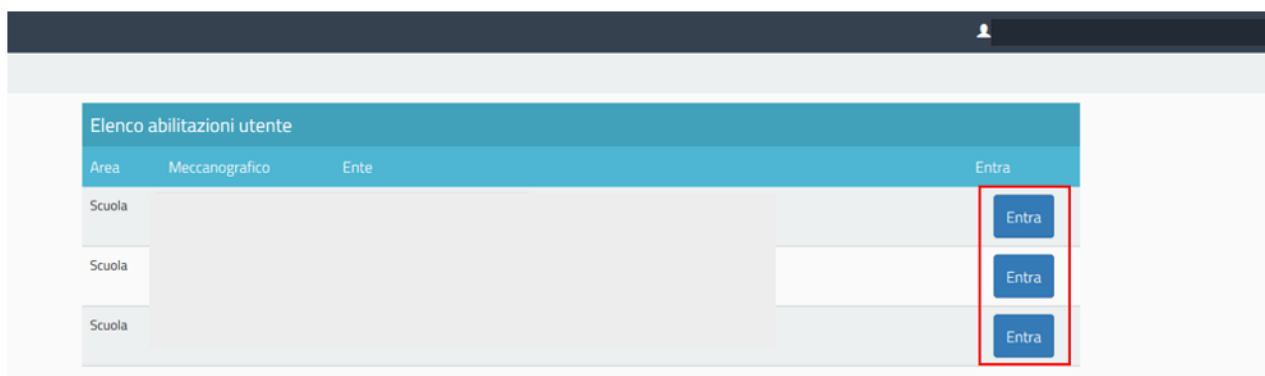 Elenco abilitazioni utente
Area Meccanografico Ente Entra
Scuola Entra
Scuola Entra
Scuola Entra